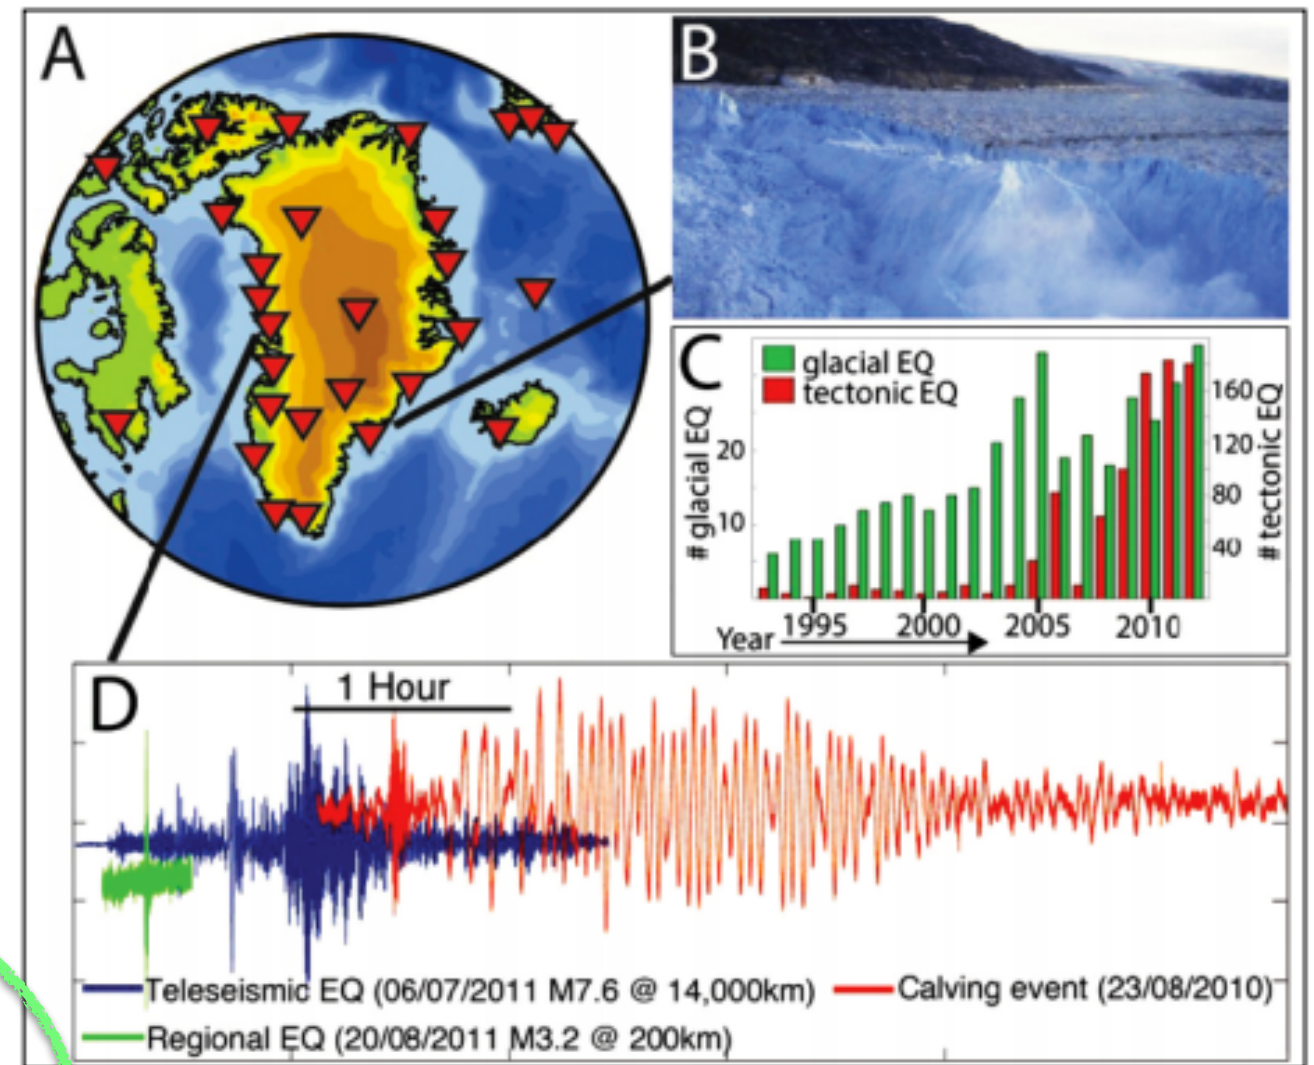 A
B
C
glacial EQ
tectonic EQ
# glacial EQ
20
10
160
120
80
40
# tectonic EQ
1995 2000 2005 2010
Year
D
1 Hour
Teleseismic EQ (06/07/2011 M7.6 @ 14,000km)
Calving event (23/08/2010)
Regional EQ (20/08/2011 M3.2 @ 200km)